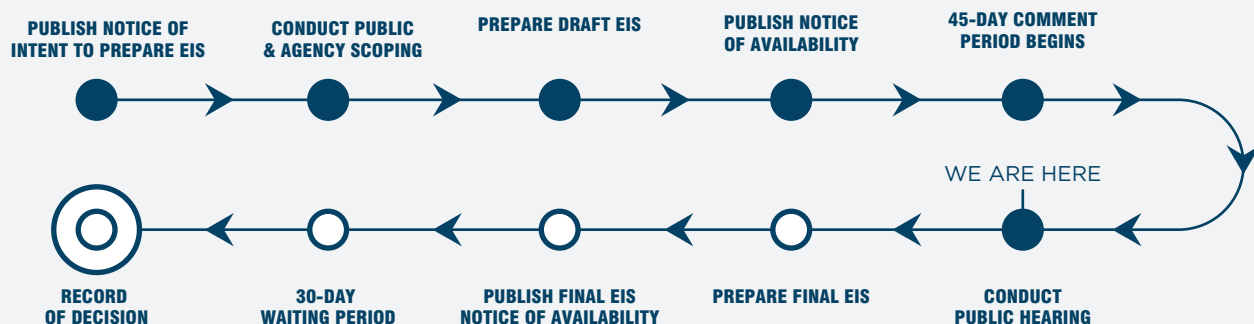 PUBLISH NOTICE OF
INTENT TO PREPARE EIS
CONDUCT PUBLIC
& AGENCY SCOPING
PREPARE DRAFT EIS
PUBLISH NOTICE
OF AVAILABILITY
45-DAY COMMENT
PERIOD BEGINS
WE ARE HERE
RECORD
OF DECISION
30-DAY
WAITING PERIOD
PUBLISH FINAL EIS
NOTICE OF AVAILABILITY
PREPARE FINAL EIS
CONDUCT
PUBLIC HEARING